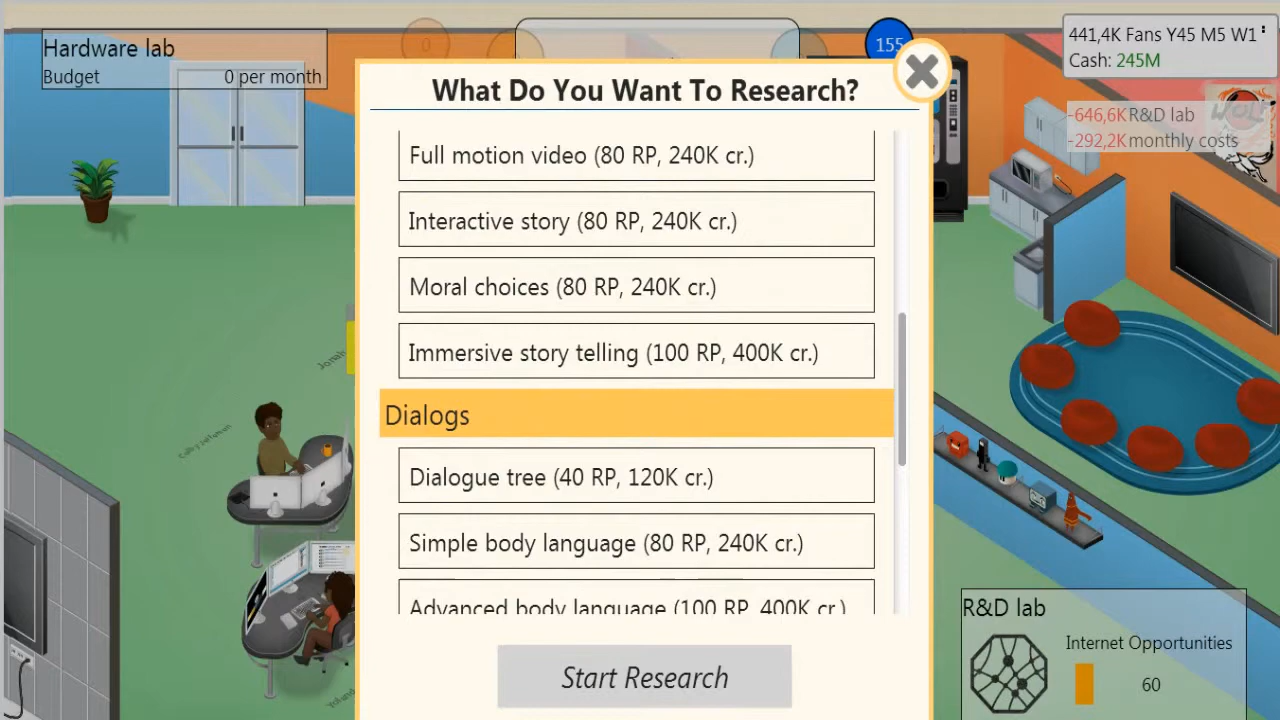 Hardware lab
Budget 0 per month
0
155
441,4K Fans Y45 M5 W1
Cash: 245M
-646,6K R&D lab
-292,2K monthly costs
What Do You Want To Research?
Full motion video (80 RP, 240K cr.)
Interactive story (80 RP, 240K cr.)
Moral choices (80 RP, 240K cr.)
Immersive story telling (100 RP, 400K cr.)
Dialogs
Dialogue tree (40 RP, 120K cr.)
Simple body language (80 RP, 240K cr.)
Advanced body language (100 RP, 400K cr.)
Start Research
R&D lab
Internet Opportunities
60